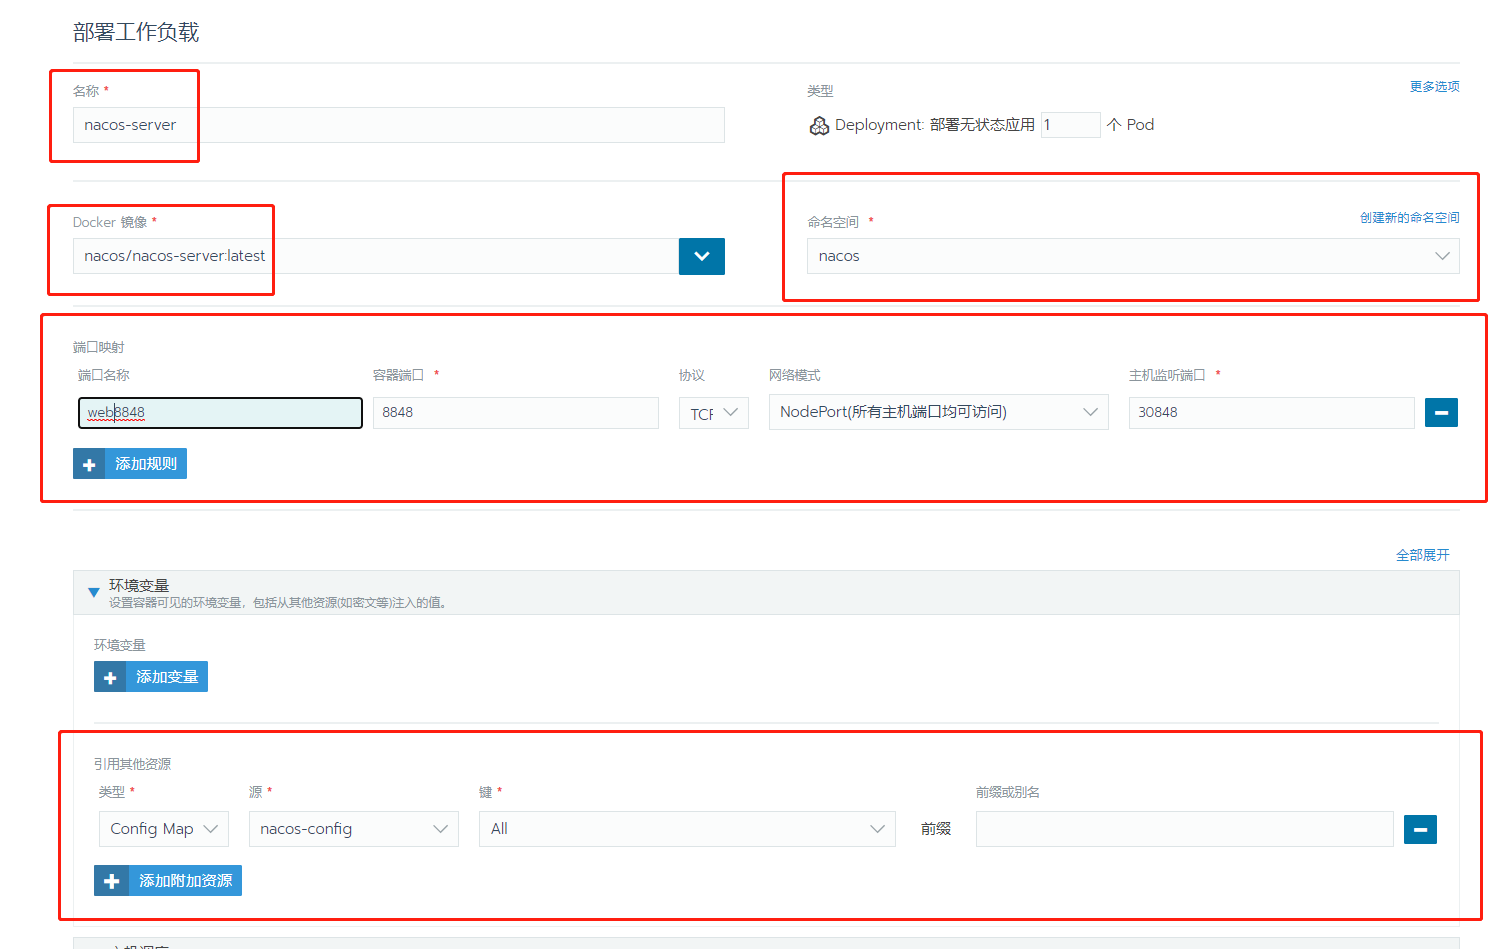 部署工作负载
名称 *
类型
更多选项
nacos-server
Deployment: 部署无状态应用 1 个 Pod
Docker 镜像 *
命名空间 *
创建新的命名空间
nacos/nacos-server:latest
nacos
端口映射
端口名称 容器端口 * 协议 网络模式 主机监听端口 *
web8848 8848 TCP NodePort(所有主机端口均可访问) 30848
添加规则
全部展开
环境变量
设置容器可见的环境变量，包括从其他资源(如密文等)注入的值。
环境变量
添加变量
引用其他资源
类型 * 源 * 键 * 前缀或别名
Config Map nacos-config All 前缀
添加附加资源